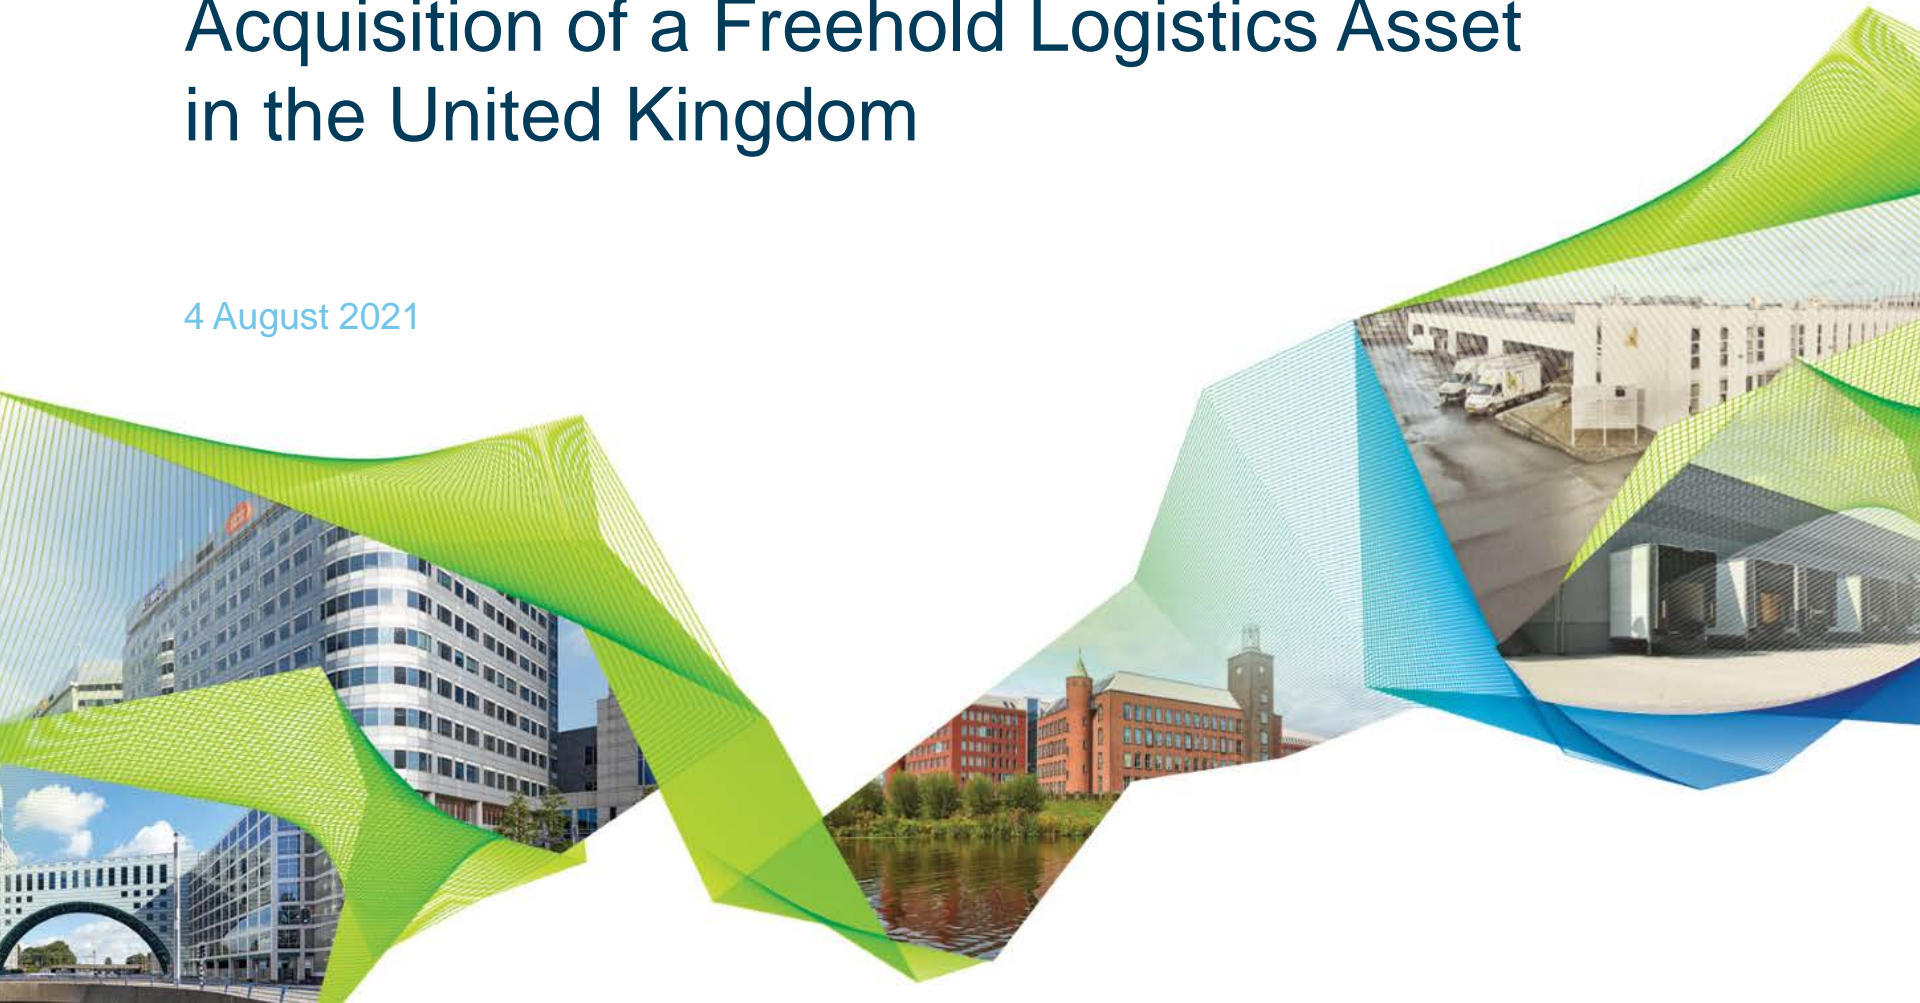 Acquisition of a Freehold Logistics Asset
in the United Kingdom
4 August 2021